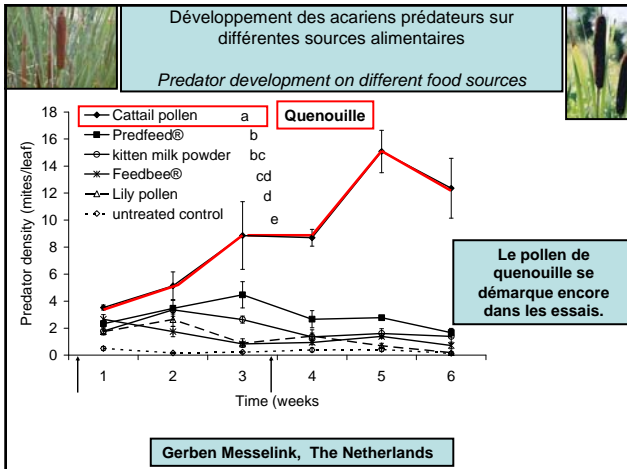 Développement des acariens prédateurs sur
différentes sources alimentaires
Predator development on different food sources
18
16
14
12
10
8
6
4
2
0
Predator density (mites/leaf)
Cattail pollen a
Predfeed® b
kitten milk powder bc
Feedbee® cd
Lily pollen d
untreated control e
Quenouille
1 2 3 4 5 6
Time (weeks
Le pollen de
quenouille se
démarque encore
dans les essais.
Gerben Messelink, The Netherlands